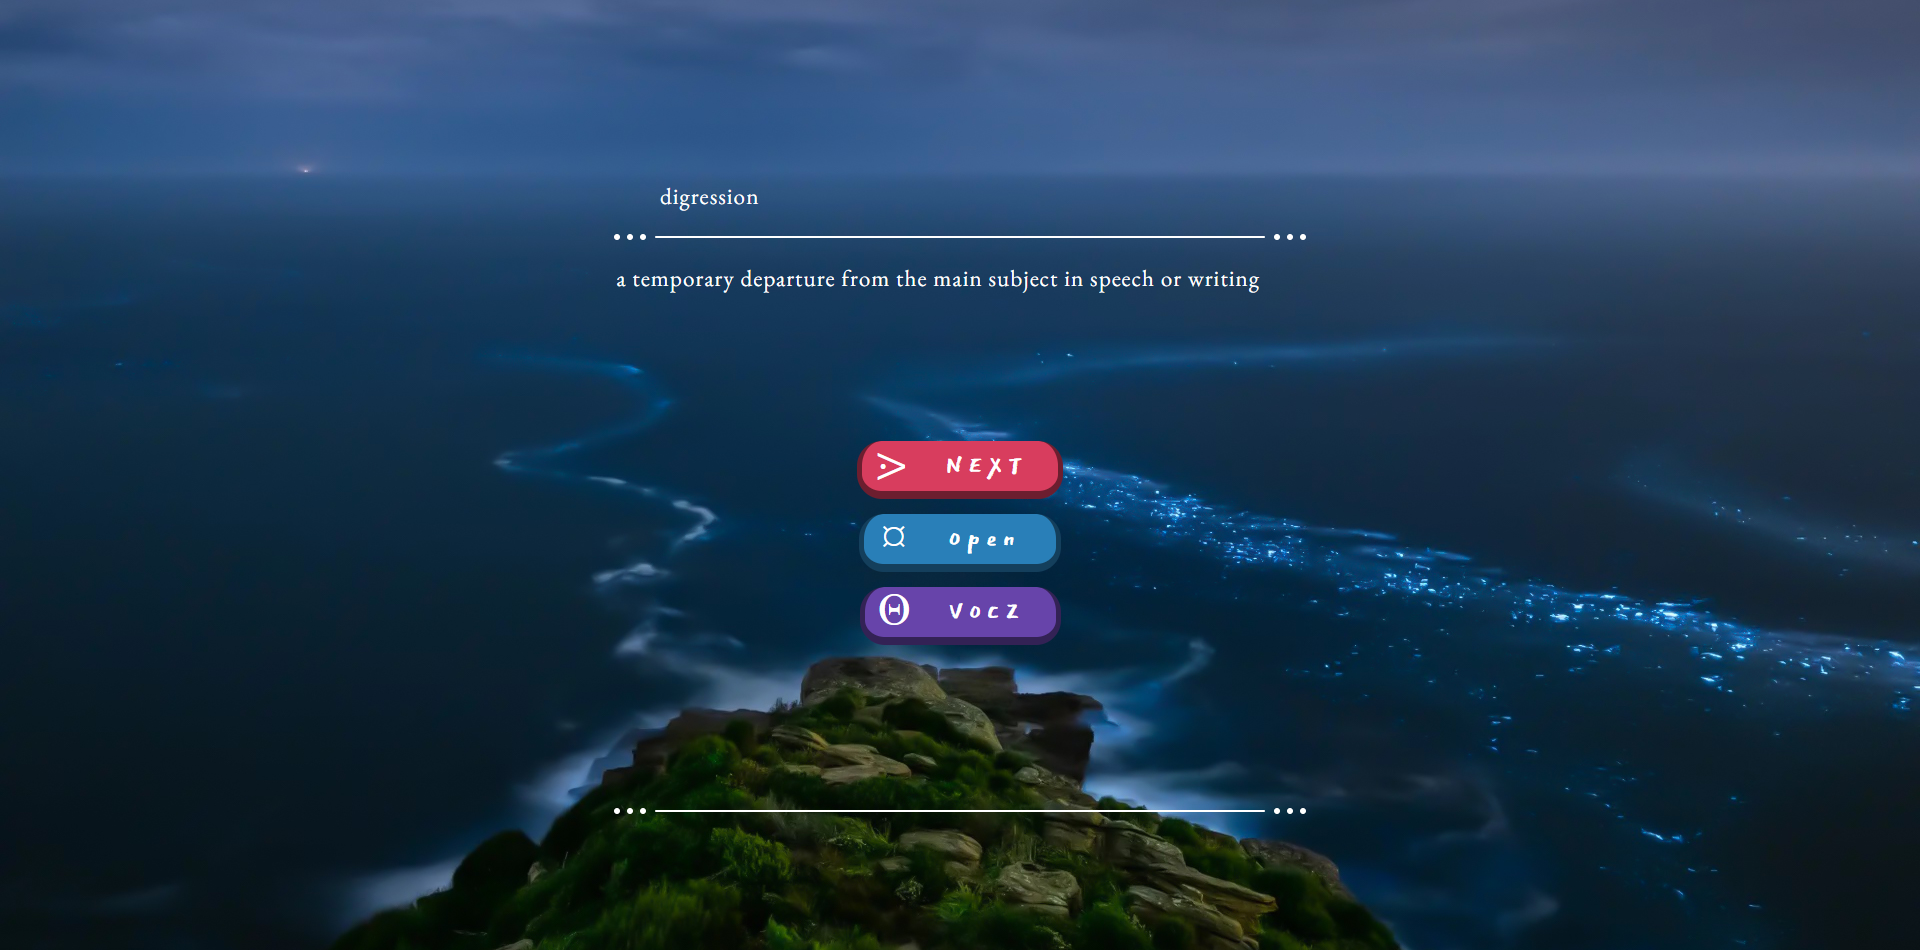 digression
a temporary departure from the main subject in speech or writing
NEXT
open
VOCZ